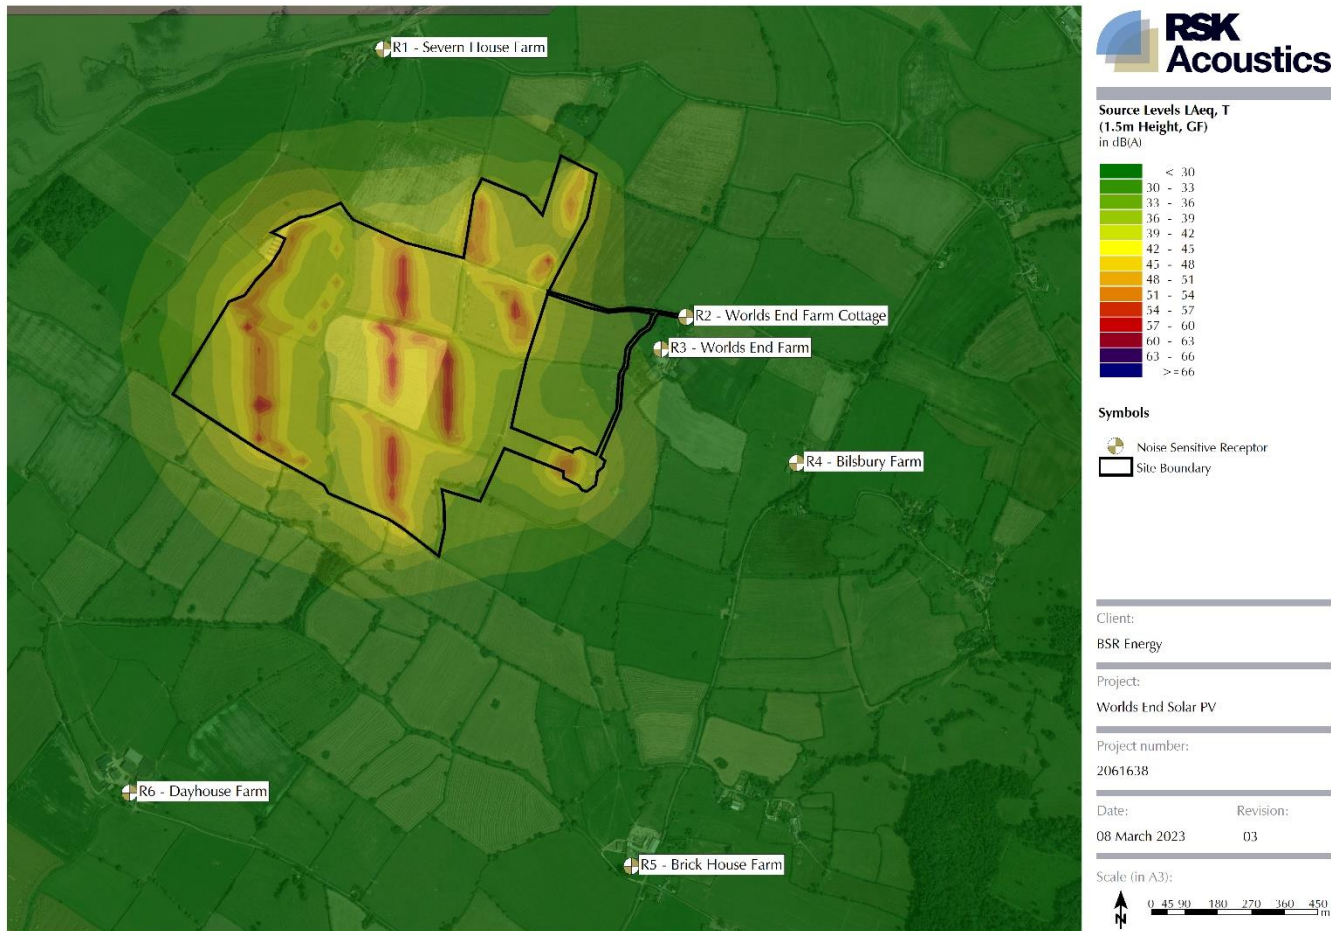 R1 - Severn House Farm
R2 - Worlds End Farm Cottage
R3 - Worlds End Farm
R4 - Bilsbury Farm
R6 - Dayhouse Farm
R5 - Brick House Farm
RSK
Acoustics
Source Levels LAeq, T
(1.5m Height, GF)
in dB(A)
< 30
30 - 33
33 - 36
36 - 39
39 - 42
42 - 45
45 - 48
48 - 51
51 - 54
54 - 57
57 - 60
60 - 63
63 - 66
>=66
Symbols
Noise Sensitive Receptor
Site Boundary
Client:
BSR Energy
Project:
Worlds End Solar PV
Project number:
2061638
Date: Revision:
08 March 2023 03
Scale (in A3):
N
0 45 90 180 270 360 450
m